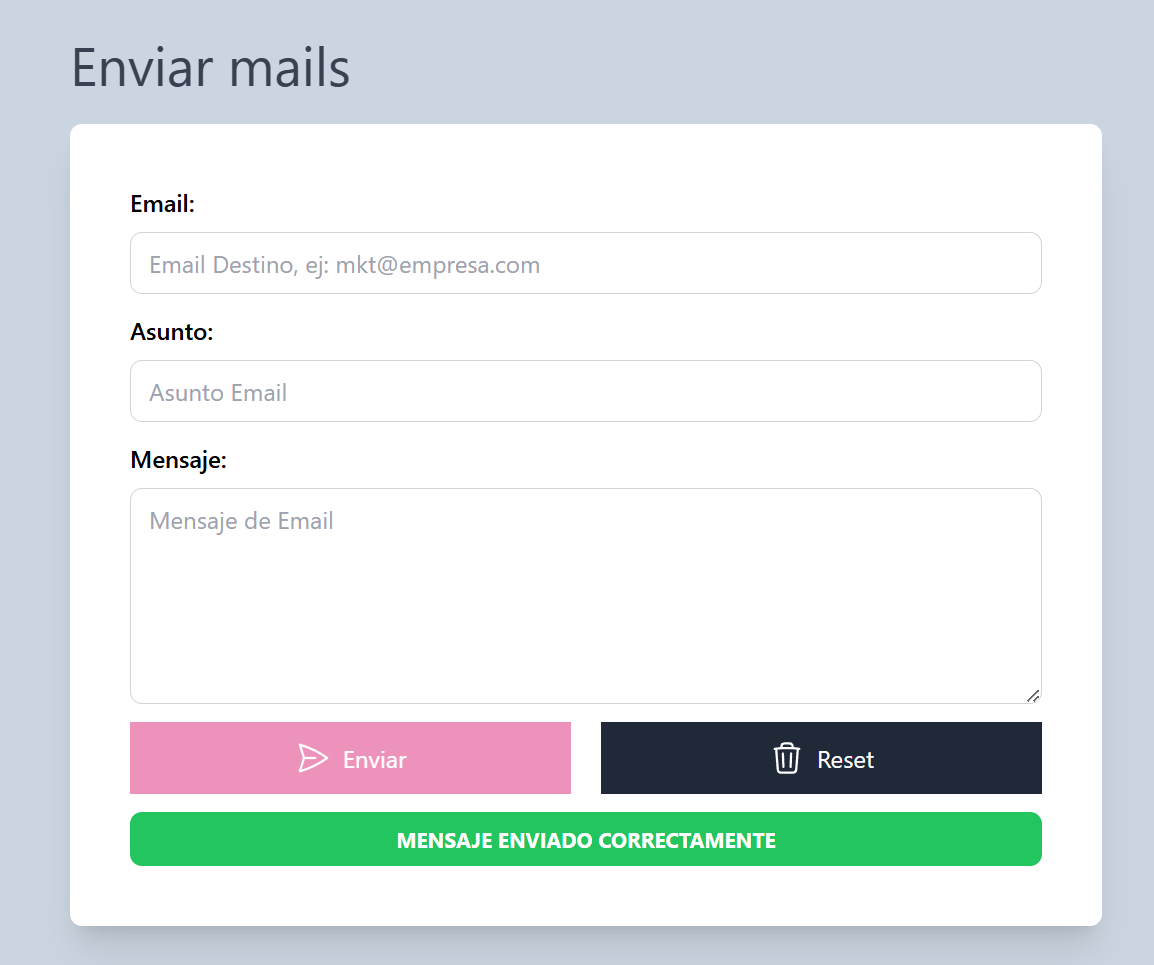 Enviar mails
Email:
Email Destino, ej: mkt@empresa.com
Asunto:
Asunto Email
Mensaje:
Mensaje de Email
Enviar
Reset
MENSAJE ENVIADO CORRECTAMENTE